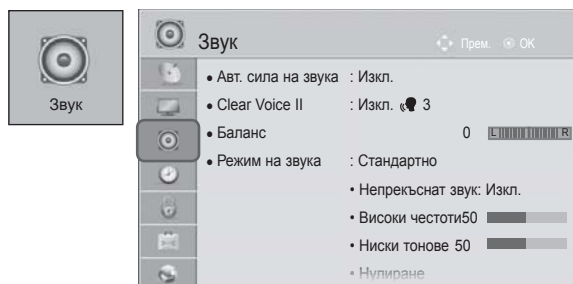 Звук
Звук
Прем. OK
• Авт. сила на звука : Изкл.
• Clear Voice II : Изкл. 3
• Баланс 0 L R
• Режим на звука : Стандартно
• Непрекъснат звук: Изкл.
• Високи честоти50
• Ниски тонове 50
• Нулиране